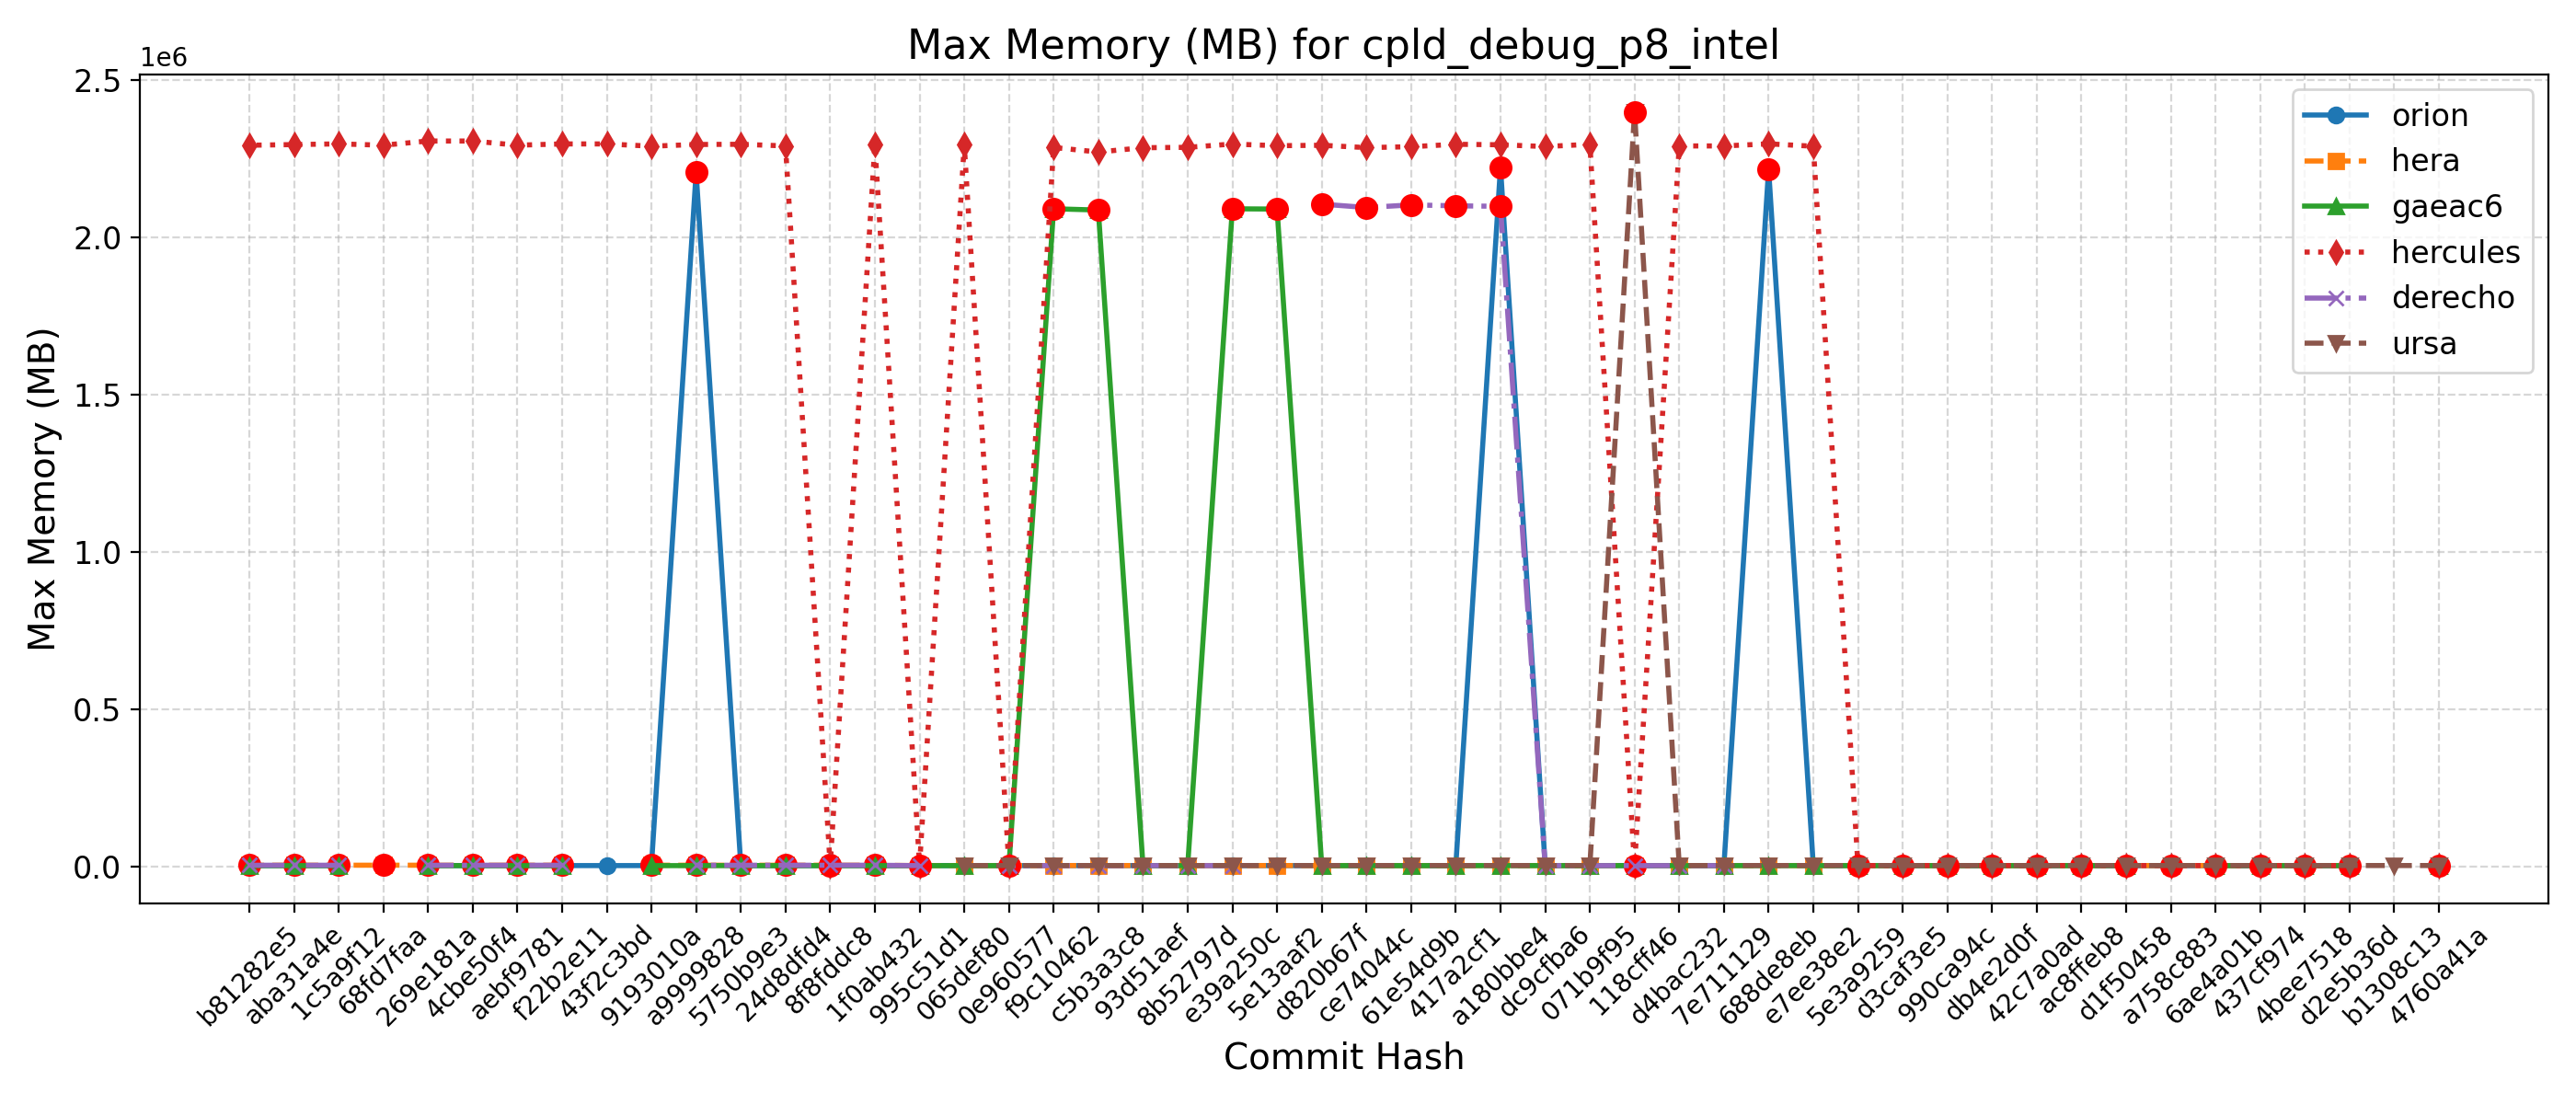 Max Memory (MB) for cpld_debug_p8_intel
1e6
2.5
2.0
1.5
1.0
0.5
0.0
Max Memory (MB)
orion
hera
gaeac6
hercules
derecho
ursa
b81282e5
aba31a4e
1c5a9f12
68fd7faa
269e181a
4cbe50f4
aebf9781
f22b2e11
43f2c3bd
9193010a
a9999828
5750b9e3
24d8dfd4
8f8fddc8
1f0ab432
995c51d1
065def80
0e960577
f9c10462
c5b3a3c8
93d51aef
8b52797d
e39a250c
5e13aaf2
d820b67f
ce74044c
61e54d9b
417a2cf1
a180bbe4
dc9cfba6
071b9f95
118cff46
d4bac232
7e711129
688de8eb
e7ee38e2
5e3a9259
d3caf3e5
990ca94c
db4e2d0f
42c7a0ad
ac8ffeb8
d1f50458
a758c883
6ae4a01b
437cf974
4bee7518
d2e5b36d
b1308c13
4760a41a
Commit Hash